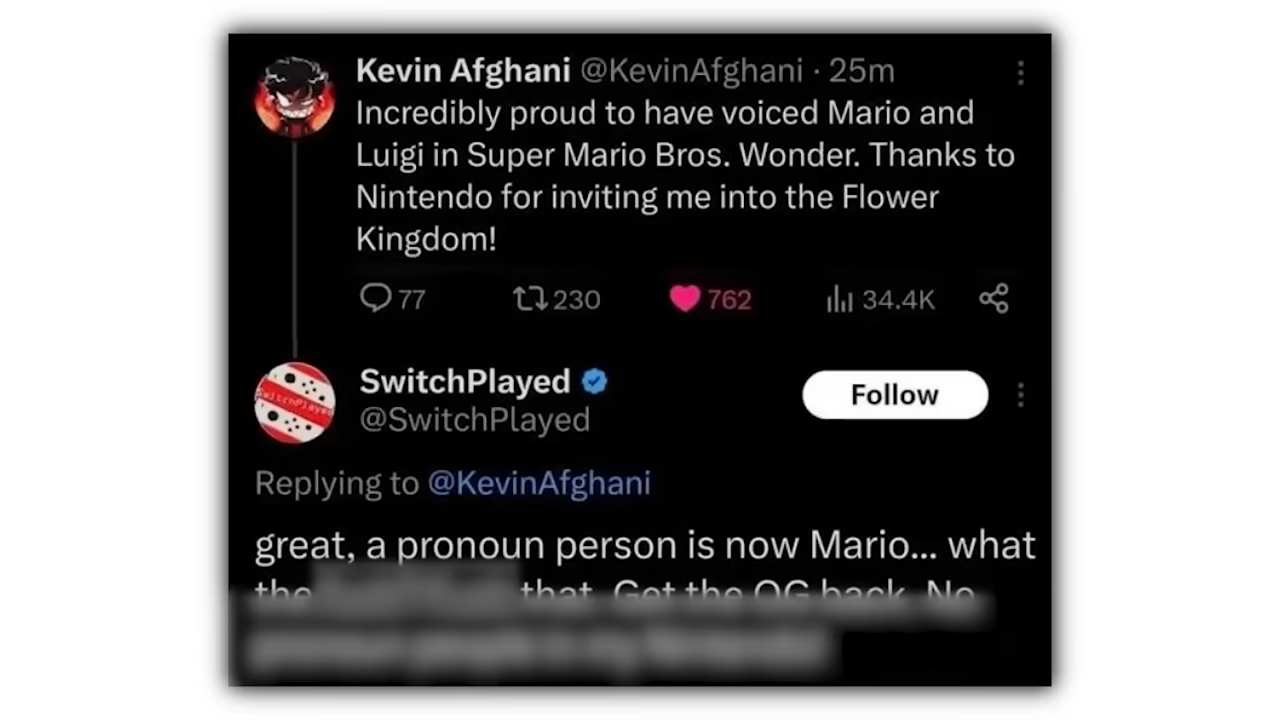 Kevin Afghani @KevinAfghani · 25m
Incredibly proud to have voiced Mario and
Luigi in Super Mario Bros. Wonder. Thanks to
Nintendo for inviting me into the Flower
Kingdom!
77 230 762 34.4K
SwitchPlayed
@SwitchPlayed
Follow
SwitchPlayed
Replying to @KevinAfghani
great, a pronoun person is now Mario... what
the that. Get the OG back. No